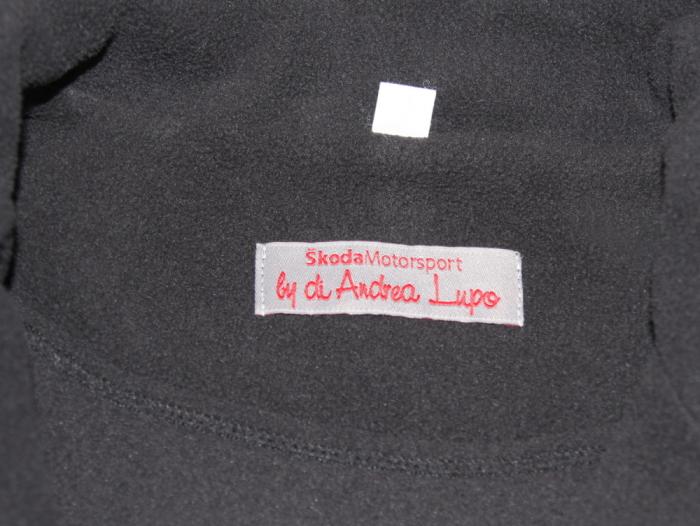 ŠkodaMotorsport
by di Andrea Lupo